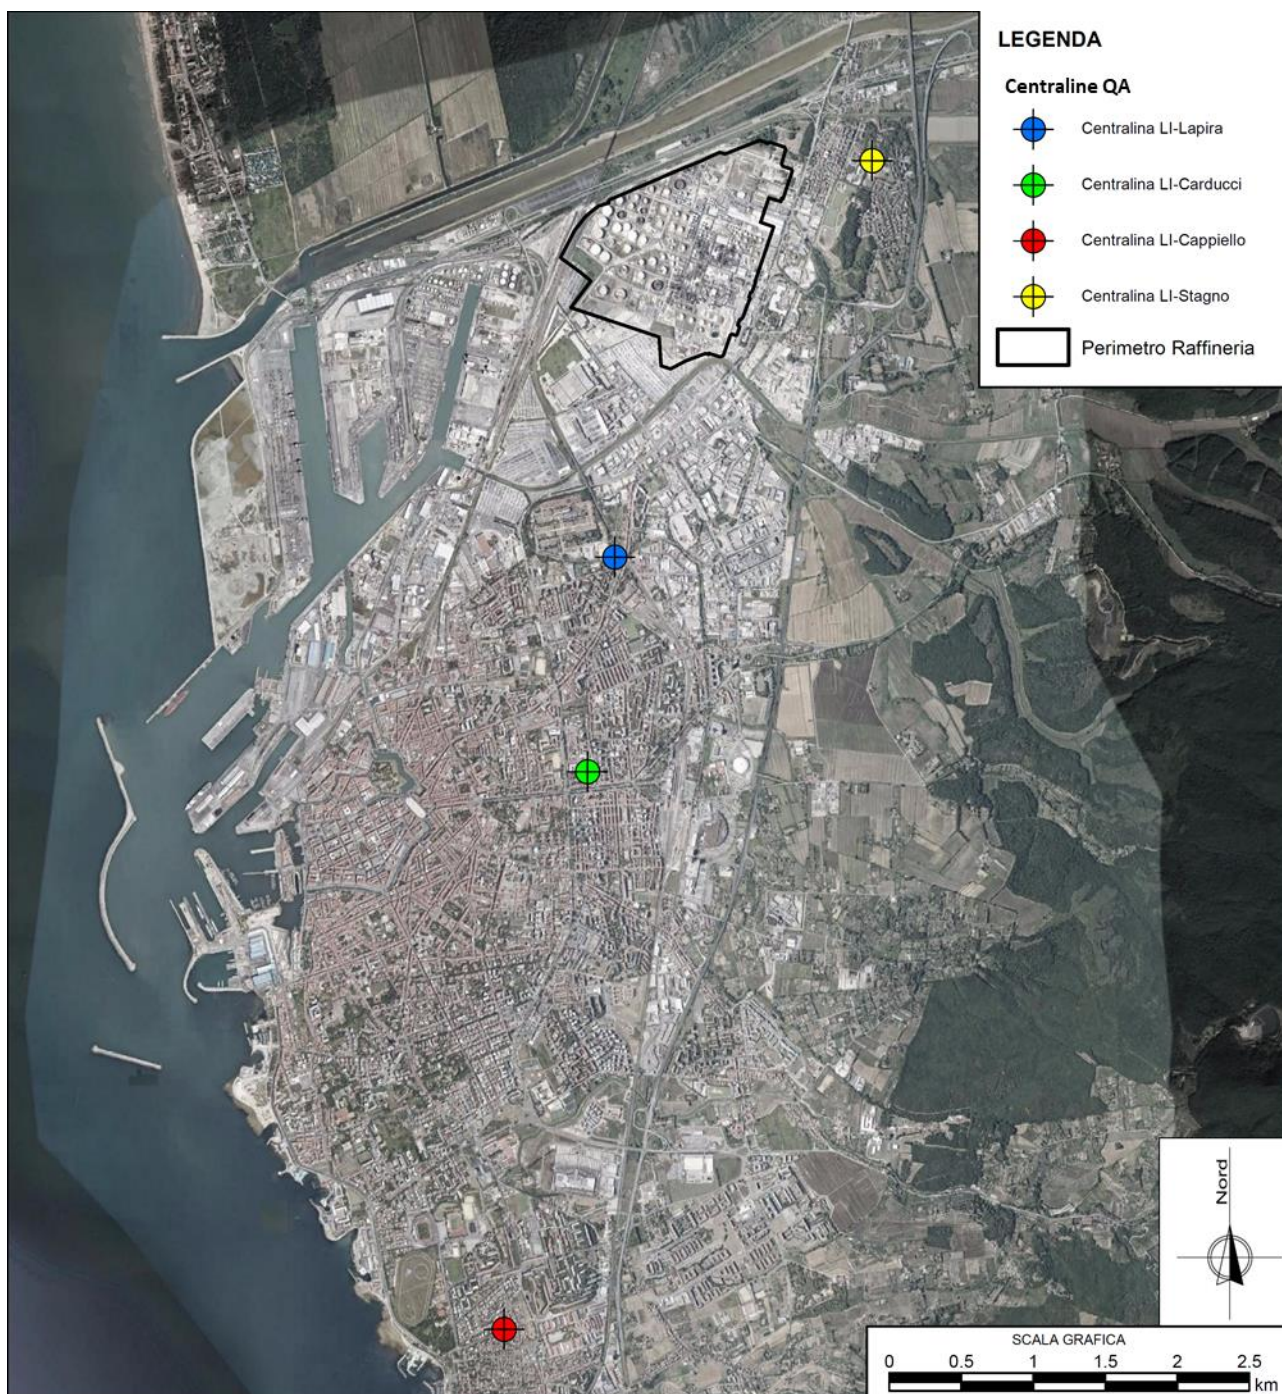 LEGENDA
Centraline QA
Centralina LI-Lapira
Centralina LI-Carducci
Centralina LI-Cappiello
Centralina LI-Stagno
Perimetro Raffineria
Nord
SCALA GRAFICA
0 0.5 1 1.5 2 2.5
km